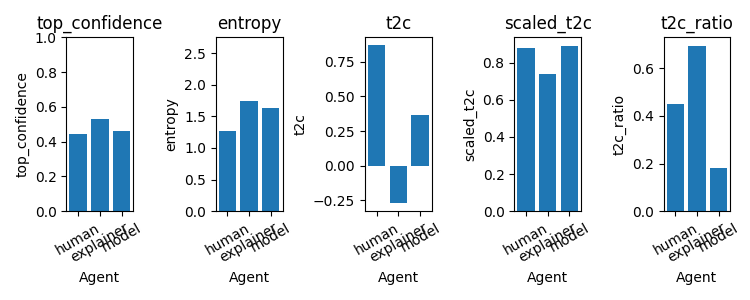 top_confidence
top_confidence
1.0
0.8
0.6
0.4
0.2
0.0
human
explainer
model
Agent
entropy
entropy
2.5
2.0
1.5
1.0
0.5
0.0
human
explainer
model
Agent
t2c
t2c
0.75
0.50
0.25
0.00
−0.25
human
explainer
model
Agent
scaled_t2c
scaled_t2c
0.8
0.6
0.4
0.2
0.0
human
explainer
model
Agent
t2c_ratio
t2c_ratio
0.6
0.4
0.2
0.0
human
explainer
model
Agent